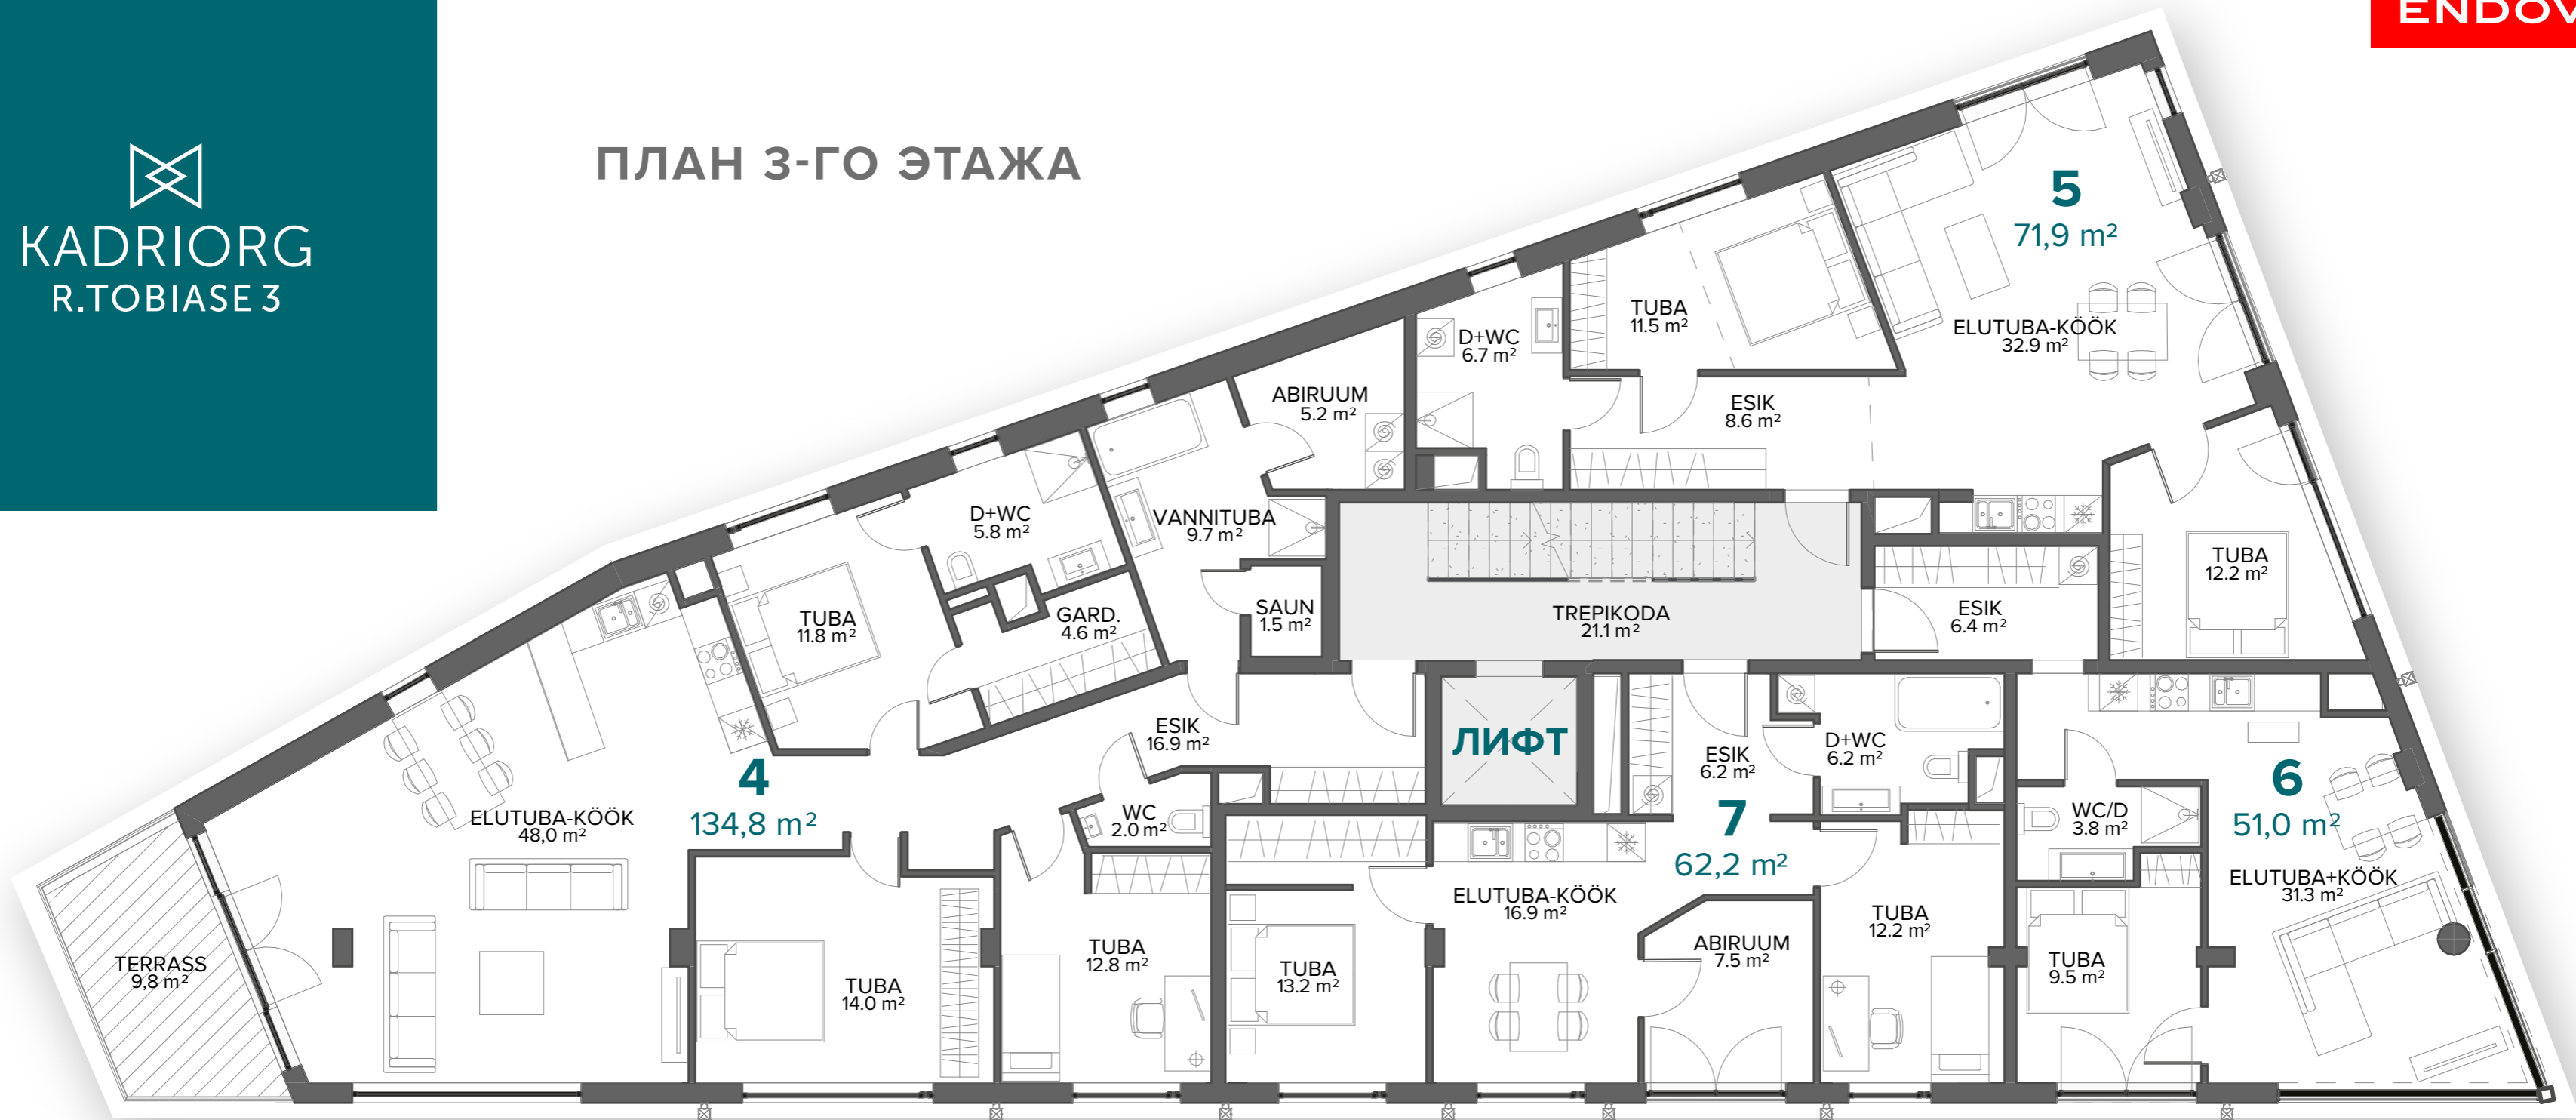 ENDOV
KADRIORG
R.TOBIASE 3
ПЛАН 3-ГО ЭТАЖА
5
71,9 m²
TUBA
11.5 m²
D+WC
6.7 m²
ELUTUBA-KÖÖK
32.9 m²
ABIRUUM
5.2 m²
ESIK
8.6 m²
D+WC
5.8 m²
VANNITUBA
9.7 m²
TUBA
12.2 m²
TUBA
11.8 m²
GARD.
4.6 m²
SAUN
1.5 m²
TREPIKODA
21.1 m²
ESIK
6.4 m²
ESIK
16.9 m²
ЛИФТ
ESIK
6.2 m²
D+WC
6.2 m²
4
134,8 m²
ELUTUBA-KÖÖK
48,0 m²
WC
2.0 m²
7
62,2 m²
WC/D
3.8 m²
6
51,0 m²
ELUTUBA+KÖÖK
31.3 m²
ELUTUBA-KÖÖK
16.9 m²
TUBA
12.2 m²
TERRASS
9,8 m²
TUBA
14.0 m²
TUBA
12.8 m²
TUBA
13.2 m²
ABIRUUM
7.5 m²
TUBA
9.5 m²